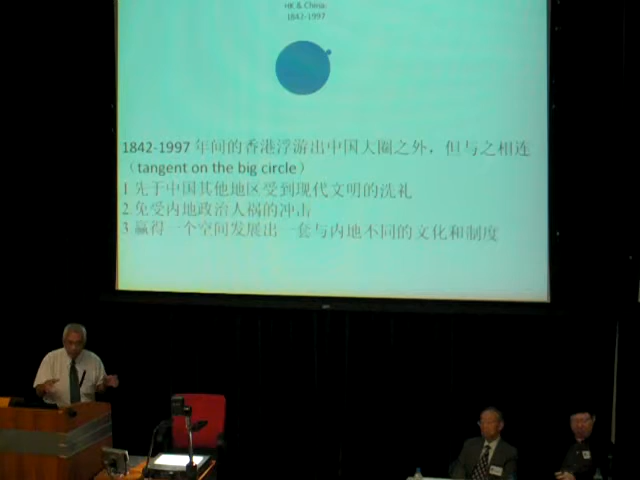 HK & China
1842-1997
1842-1997 年间的香港浮游出中国大圈之外，但与之相连
（tangent on the big circle）
1 先于中国其他地区受到现代文明的洗礼
2 免受内地政治人祸的冲击
3 赢得一个空间发展出一套与内地不同的文化和制度